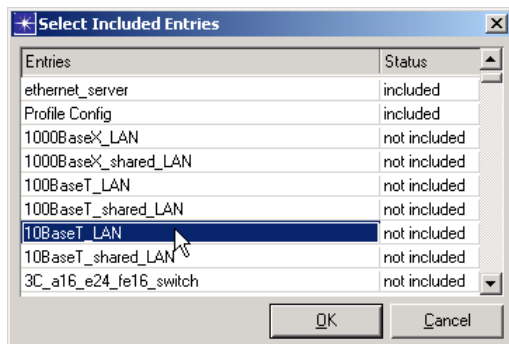 Select Included Entries
Entries Status
ethernet_server included
Profile Config included
1000BaseX_LAN not included
1000BaseX_shared_LAN not included
100BaseT_LAN not included
100BaseT_shared_LAN not included
10BaseT_LAN not included
10BaseT_shared_LAN not included
3C_a16_e24_fe16_switch not included
OK Cancel